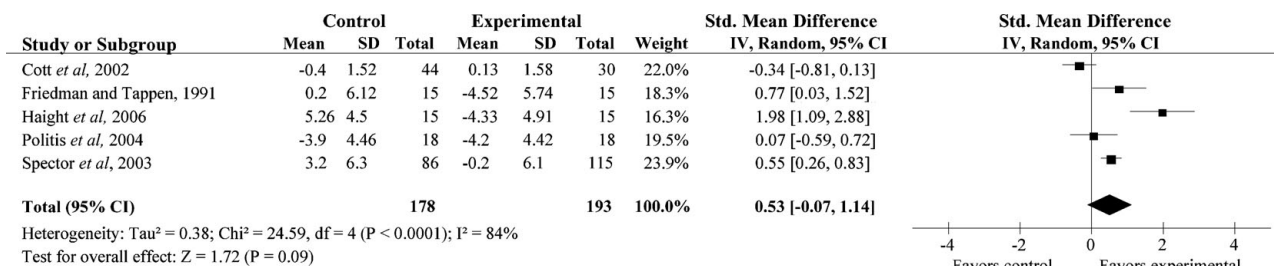 Control Experimental Std. Mean Difference Std. Mean Difference
Study or Subgroup Mean SD Total Mean SD Total Weight IV, Random, 95% CI IV, Random, 95% CI
Cott et al, 2002 -0.4 1.52 44 0.13 1.58 30 22.0% -0.34 [-0.81, 0.13]
Friedman and Tappen, 1991 0.2 6.12 15 -4.52 5.74 15 18.3% 0.77 [0.03, 1.52]
Haight et al, 2006 5.26 4.5 15 -4.33 4.91 15 16.3% 1.98 [1.09, 2.88]
Politis et al, 2004 -3.9 4.46 18 -4.2 4.42 18 19.5% 0.07 [-0.59, 0.72]
Spector et al, 2003 3.2 6.3 86 -0.2 6.1 115 23.9% 0.55 [0.26, 0.83]
Total (95% CI) 178 193 100.0% 0.53 [-0.07, 1.14]
Heterogeneity: Tau² = 0.38; Chi² = 24.59, df = 4 (P < 0.0001); I² = 84%
Test for overall effect: Z = 1.72 (P = 0.09)
-4 -2 0 2 4
Favors control Favors experimental